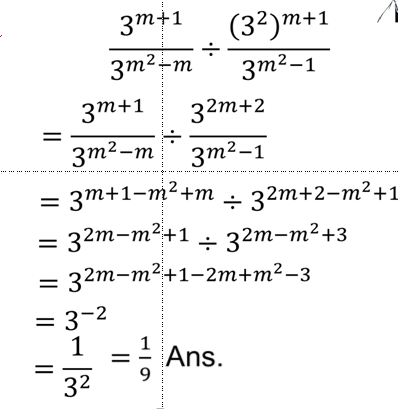 3^{m+1}/3^{m^2−m} ÷ (3^2)^{m+1}/3^{m^2−1}
= 3^{m+1}/3^{m^2−m} ÷ 3^{2m+2}/3^{m^2−1}
= 3^{m+1−m^2+m} ÷ 3^{2m+2−m^2+1}
= 3^{2m−m^2+1} ÷ 3^{2m−m^2+3}
= 3^{2m−m^2+1−2m+m^2−3}
= 3^{−2}
= 1/3^2 = 1/9 Ans.